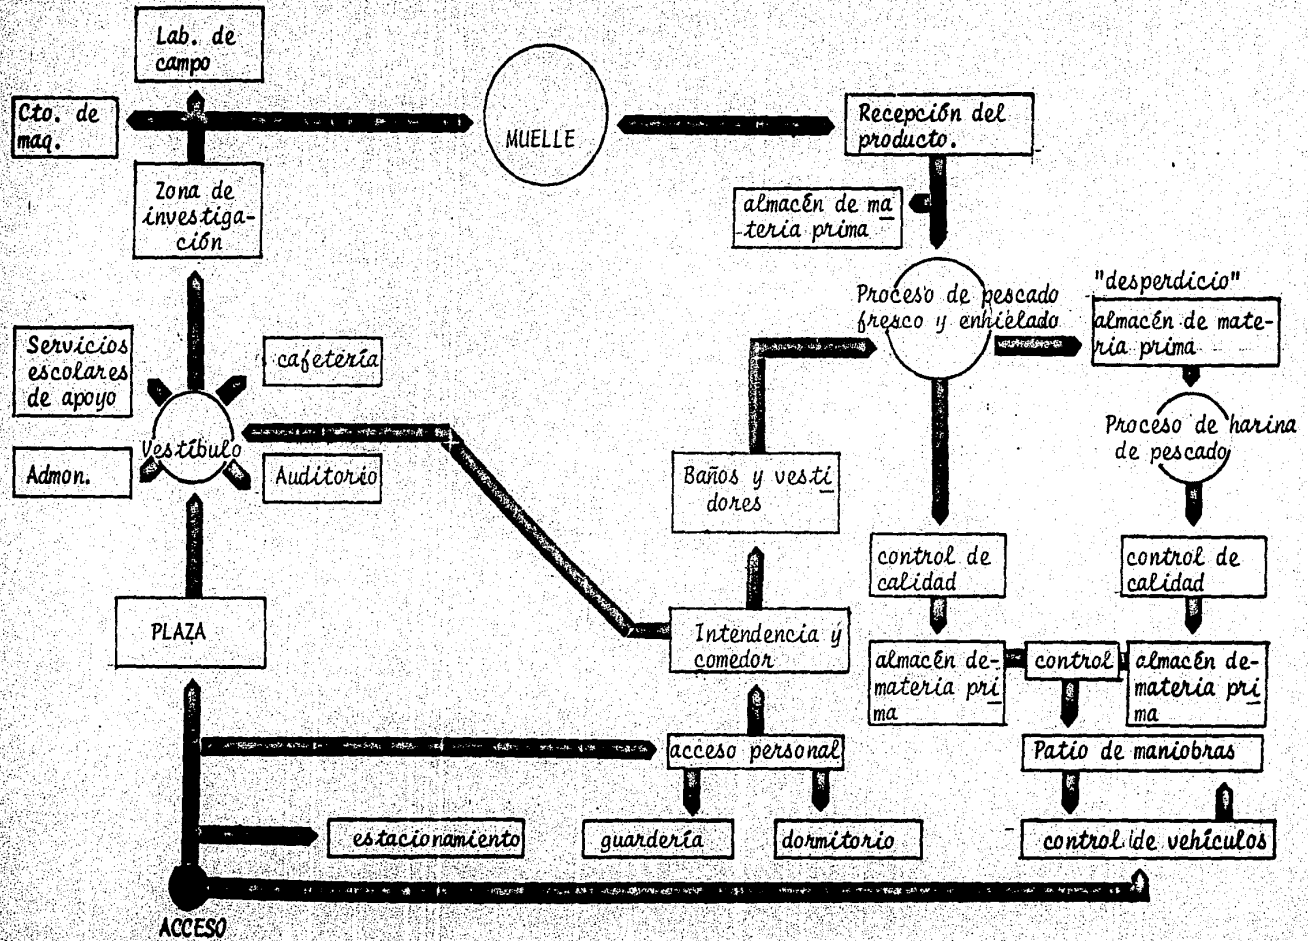 Lab. de
campo
Cto. de
maq.
MUELLE
Recepción del
producto.
Zona de
investiga-
ción
almacén de ma
teria prima
Proceso de pescado
fresco y enhielado
"desperdicio"
almacén de mate-
ria prima
Servicios
escolares
de apoyo
cafetería
Vestíbulo
Admon.
Auditorio
Proceso de harina
de pescado
Baños y vesti
dores
control de
calidad
control de
calidad
PLAZA
Intendencia y
comedor
almacén de-
materia pri
ma
control
almacén de-
materia pri
ma
acceso personal
Patio de maniobras
estacionamiento
guardería
dormitorio
control de vehículos
ACCESO